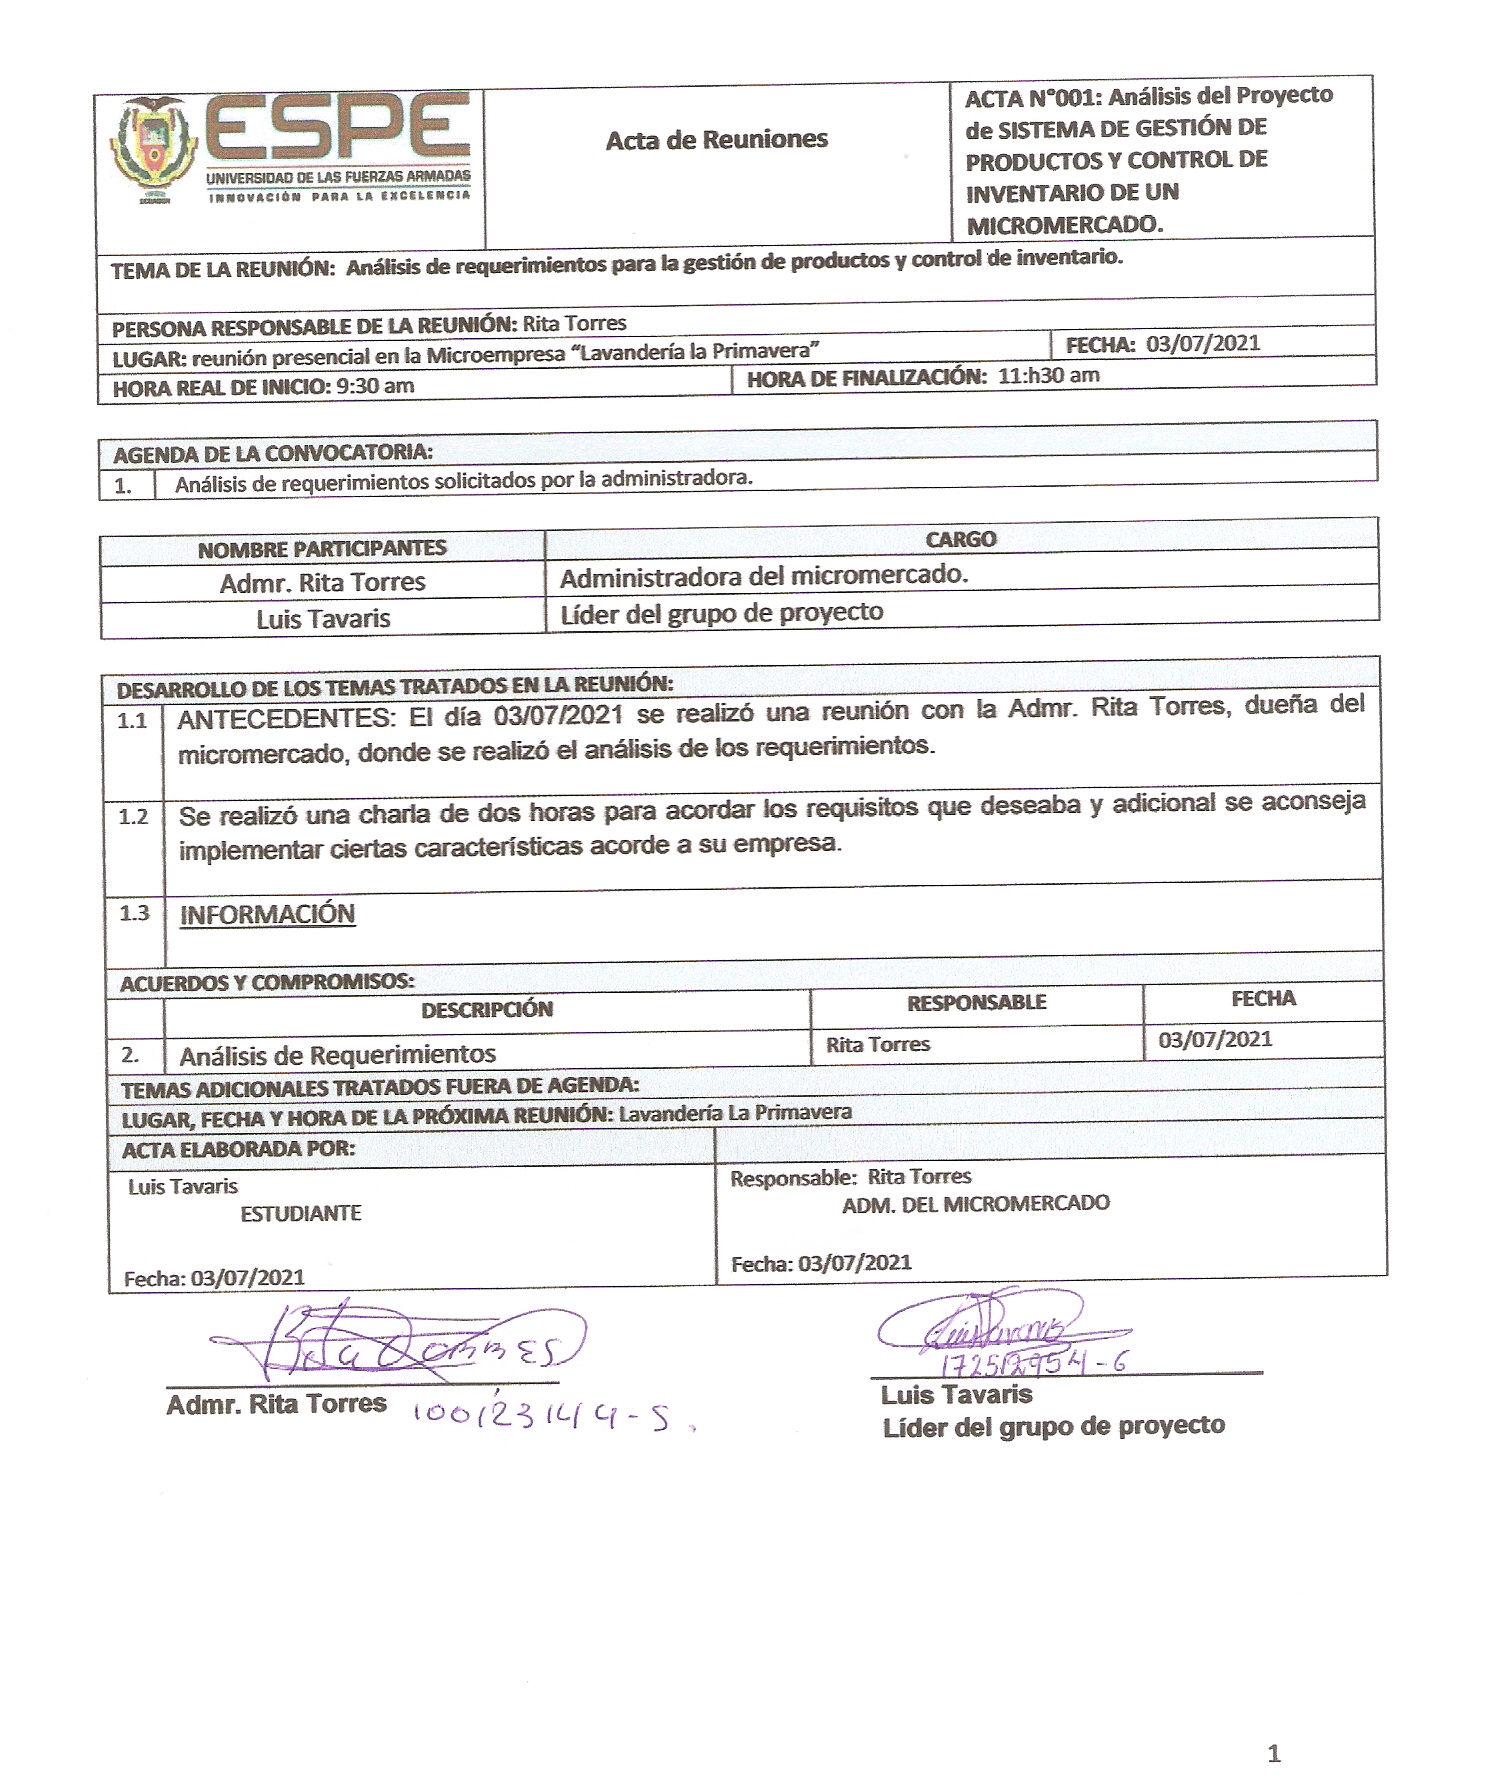 ESPE
UNIVERSIDAD DE LAS FUERZAS ARMADAS
INNOVACIÓN PARA LA EXCELENCIA
ECUADOR
Acta de Reuniones
ACTA N°001: Análisis del Proyecto
de SISTEMA DE GESTIÓN DE
PRODUCTOS Y CONTROL DE
INVENTARIO DE UN
MICROMERCADO.
TEMA DE LA REUNIÓN: Análisis de requerimientos para la gestión de productos y control de inventario.
PERSONA RESPONSABLE DE LA REUNIÓN: Rita Torres
LUGAR: reunión presencial en la Microempresa “Lavandería la Primavera”
FECHA: 03/07/2021
HORA REAL DE INICIO: 9:30 am
HORA DE FINALIZACIÓN: 11:h30 am
AGENDA DE LA CONVOCATORIA:
1. Análisis de requerimientos solicitados por la administradora.
NOMBRE PARTICIPANTES CARGO
Admr. Rita Torres Administradora del micromercado.
Luis Tavaris Líder del grupo de proyecto
DESARROLLO DE LOS TEMAS TRATADOS EN LA REUNIÓN:
1.1 ANTECEDENTES: El día 03/07/2021 se realizó una reunión con la Admr. Rita Torres, dueña del
micromercado, donde se realizó el análisis de los requerimientos.
1.2 Se realizó una charla de dos horas para acordar los requisitos que deseaba y adicional se aconseja
implementar ciertas características acorde a su empresa.
1.3 INFORMACIÓN
ACUERDOS Y COMPROMISOS:
DESCRIPCIÓN RESPONSABLE FECHA
2. Análisis de Requerimientos Rita Torres 03/07/2021
TEMAS ADICIONALES TRATADOS FUERA DE AGENDA:
LUGAR, FECHA Y HORA DE LA PRÓXIMA REUNIÓN: Lavandería La Primavera
ACTA ELABORADA POR:
Luis Tavaris
ESTUDIANTE
Fecha: 03/07/2021
Responsable: Rita Torres
ADM. DEL MICROMERCADO
Fecha: 03/07/2021
Rita Torres
Luis Tavaris
172512954-6
Admr. Rita Torres 100123144-5.
Luis Tavaris
Líder del grupo de proyecto
1